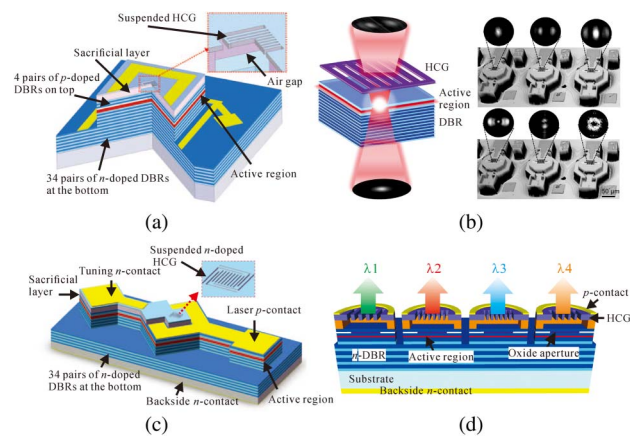 (a)
Suspended HCG
Sacrificial layer
4 pairs of p-doped
DBRs on top
Air gap
34 pairs of n-doped DBRs
at the bottom
Active region
(b)
HCG
Active
region
DBR
50 μm
(c)
Suspended n-doped
HCG
Tuning n-contact
Sacrificial
layer
Laser p-contact
34 pairs of n-doped
DBRs at the bottom
Backside n-contact
Active region
(d)
λ1
λ2
λ3
λ4
p-contact
HCG
n-DBR
Active region
Oxide aperture
Substrate
Backside n-contact